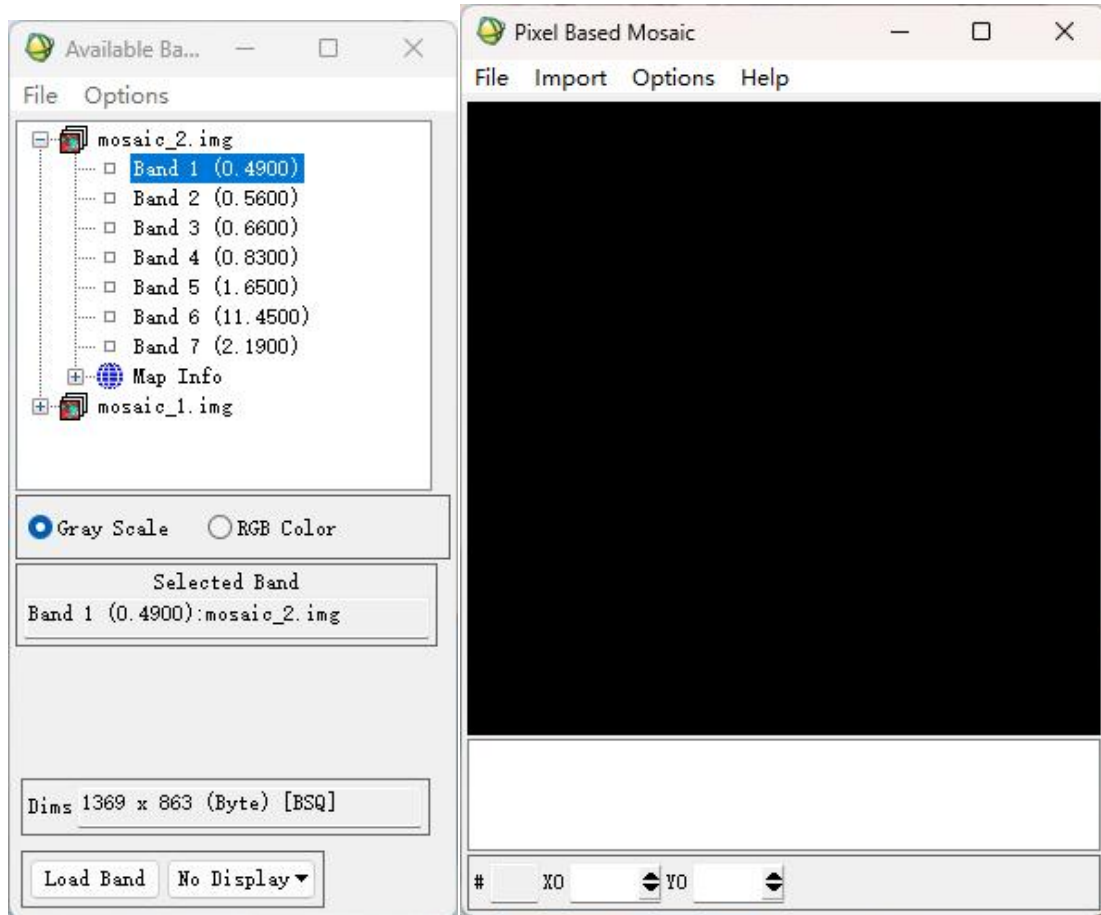 Available Ba...
File Options
mosaic_2.img
Band 1 (0.4900)
Band 2 (0.5600)
Band 3 (0.6600)
Band 4 (0.8300)
Band 5 (1.6500)
Band 6 (11.4500)
Band 7 (2.1900)
Map Info
mosaic_1.img
Gray Scale RGB Color
Selected Band
Band 1 (0.4900):mosaic_2.img
Dims 1369 x 863 (Byte) [BSQ]
Load Band No Display
Pixel Based Mosaic
File Import Options Help
# X0 Y0